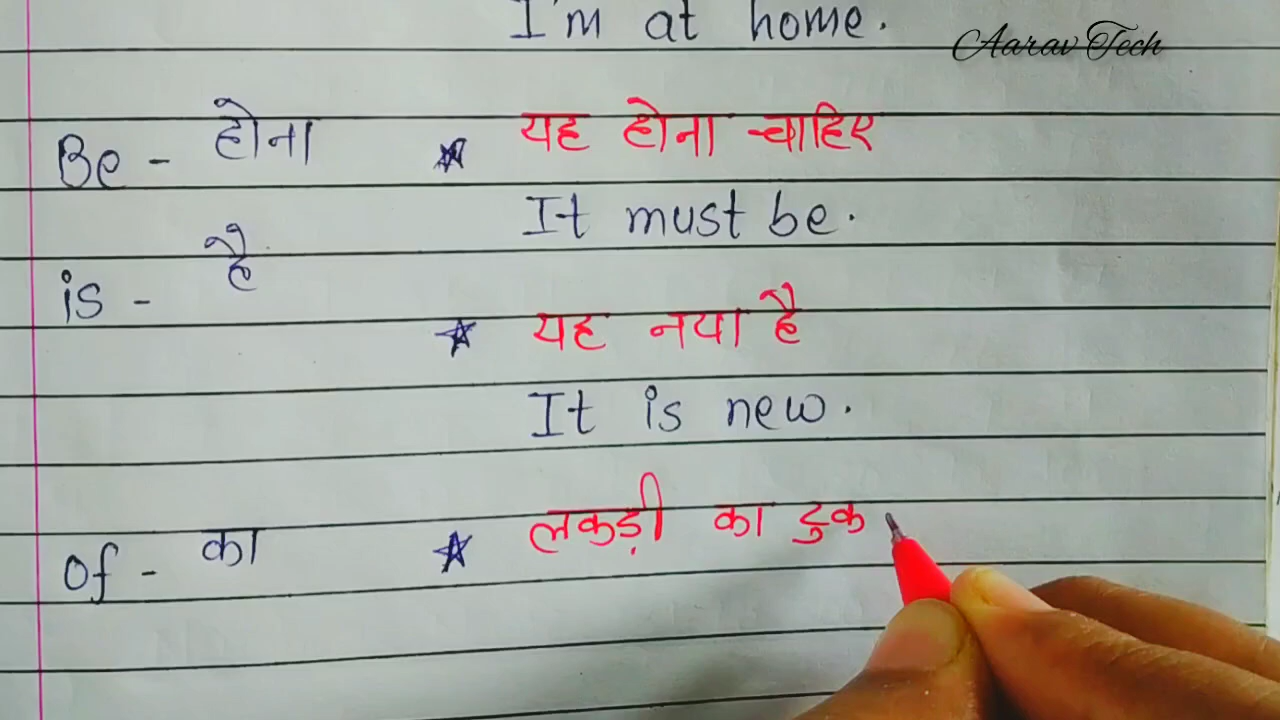 I'm at home.
Aarav Tech
Be - होना ★ यह होना चाहिए
It must be.
is - है
★ यह नया है
It is new.
of - का ★ लकड़ी का टुक